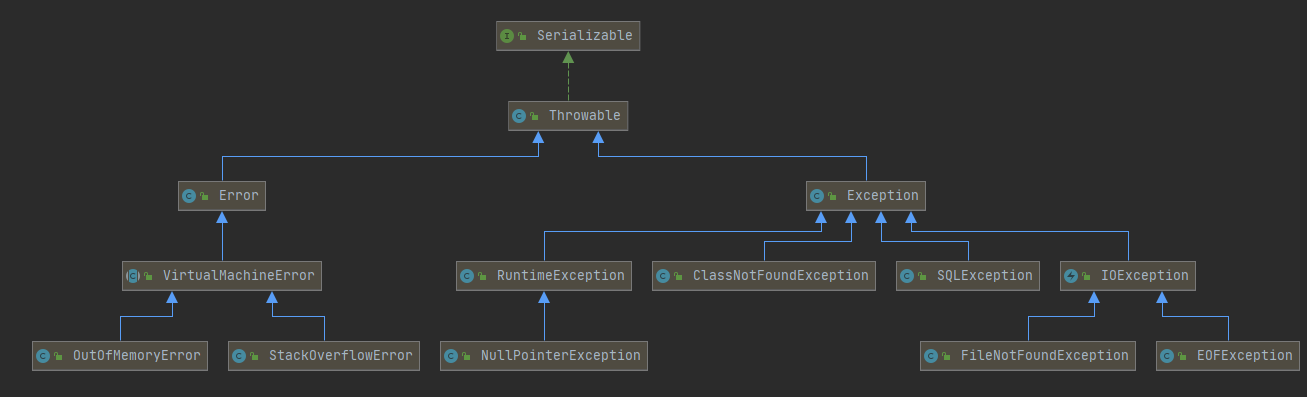 Serializable
Throwable
Error
Exception
VirtualMachineError
RuntimeException
ClassNotFoundException
SQLException
IOException
OutOfMemoryError
StackOverflowError
NullPointerException
FileNotFoundException
EOFException